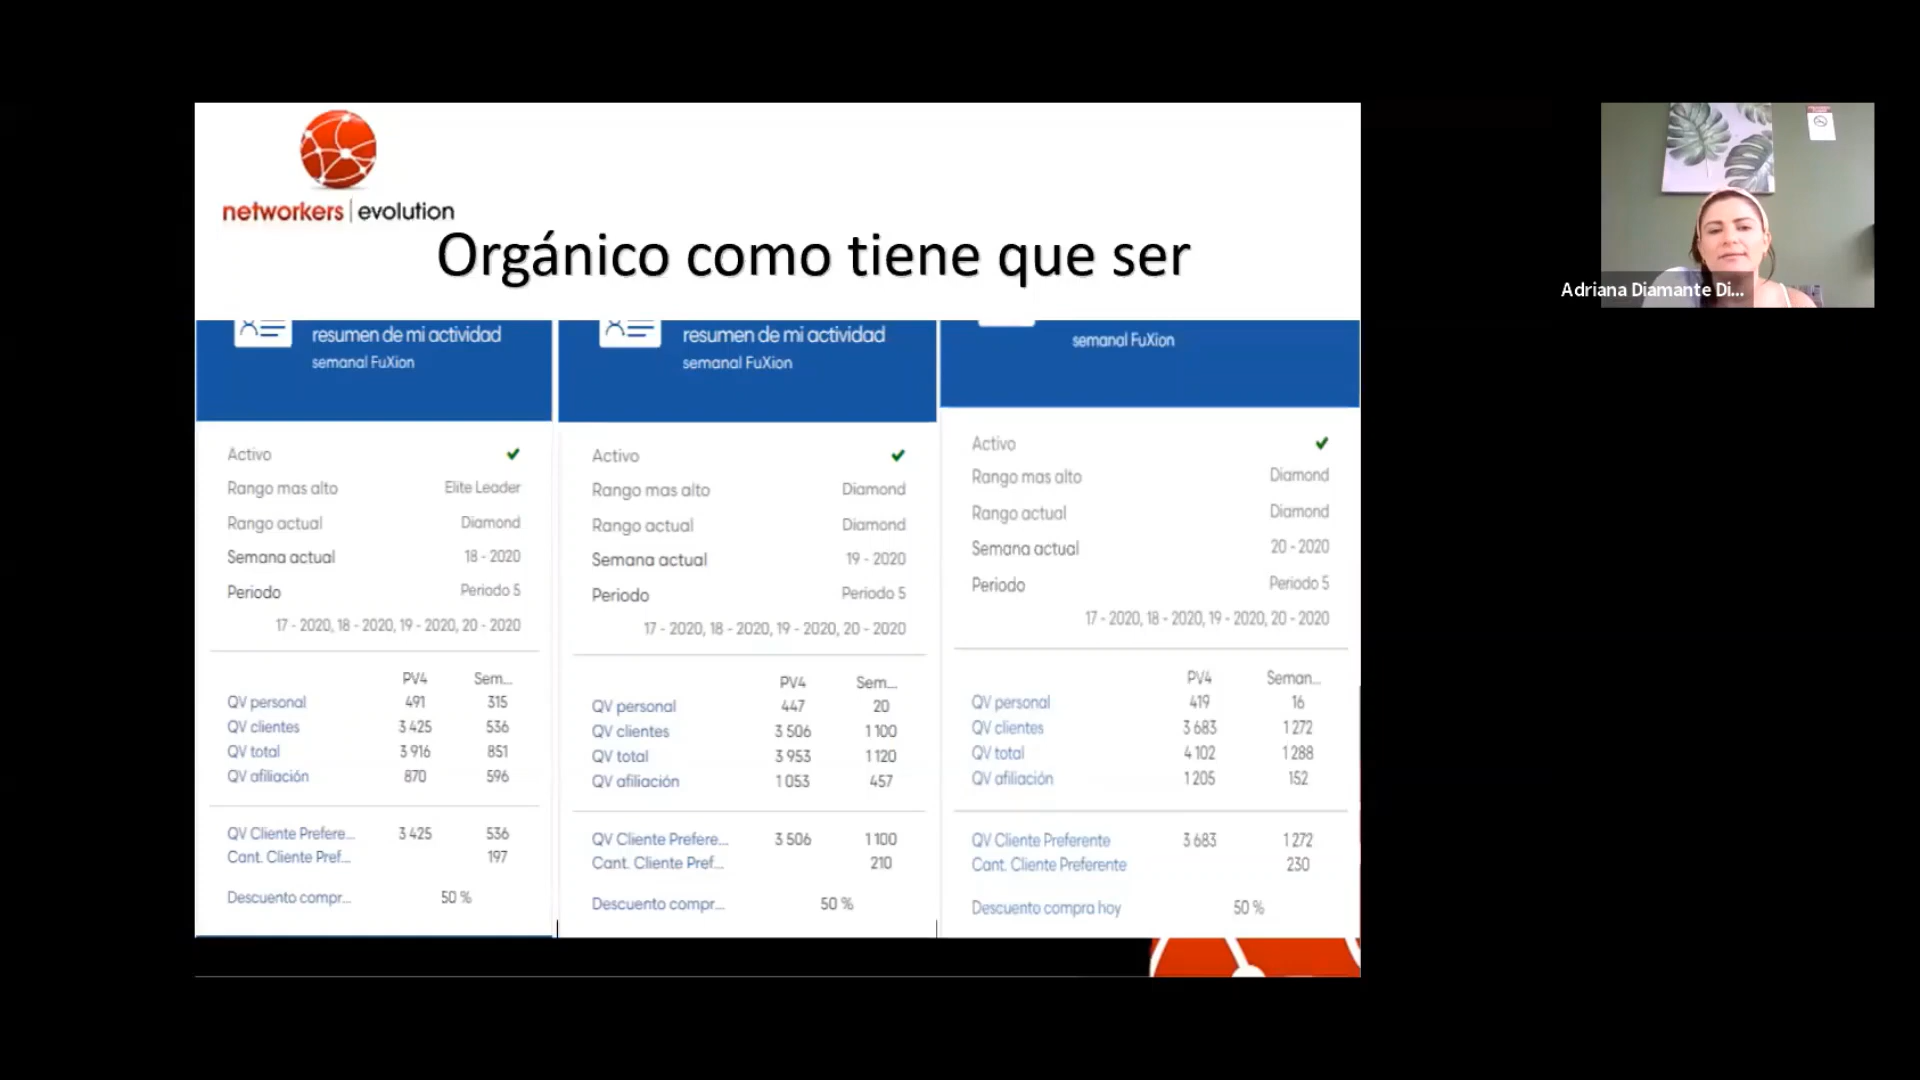 networkers | evolution
Orgánico como tiene que ser
resumen de mi actividad
semanal FuXion
Activo
Rango mas alto Elite Leader
Rango actual Diamond
Semana actual 18 - 2020
Periodo Periodo 5
17 - 2020, 18 - 2020, 19 - 2020, 20 - 2020
PV4 Sem...
QV personal 491 315
QV clientes 3 425 536
QV total 3 916 851
QV afiliación 870 596
QV Cliente Prefere... 3 425 536
Cant. Cliente Pref... 197
Descuento compr... 50 %
resumen de mi actividad
semanal FuXion
Activo
Rango mas alto Diamond
Rango actual Diamond
Semana actual 19 - 2020
Periodo Periodo 5
17 - 2020, 18 - 2020, 19 - 2020, 20 - 2020
PV4 Sem...
QV personal 447 20
QV clientes 3 506 1 100
QV total 3 953 1 120
QV afiliación 1 053 457
QV Cliente Prefere... 3 506 1 100
Cant. Cliente Pref... 210
Descuento compr... 50 %
semanal FuXion
Activo
Rango mas alto Diamond
Rango actual Diamond
Semana actual 20 - 2020
Periodo Periodo 5
17 - 2020, 18 - 2020, 19 - 2020, 20 - 2020
PV4 Seman...
QV personal 419 16
QV clientes 3 683 1 272
QV total 4 102 1 288
QV afiliación 1 205 152
QV Cliente Preferente 3 683 1 272
Cant. Cliente Preferente 230
Descuento compra hoy 50 %
Adriana Diamante Di...